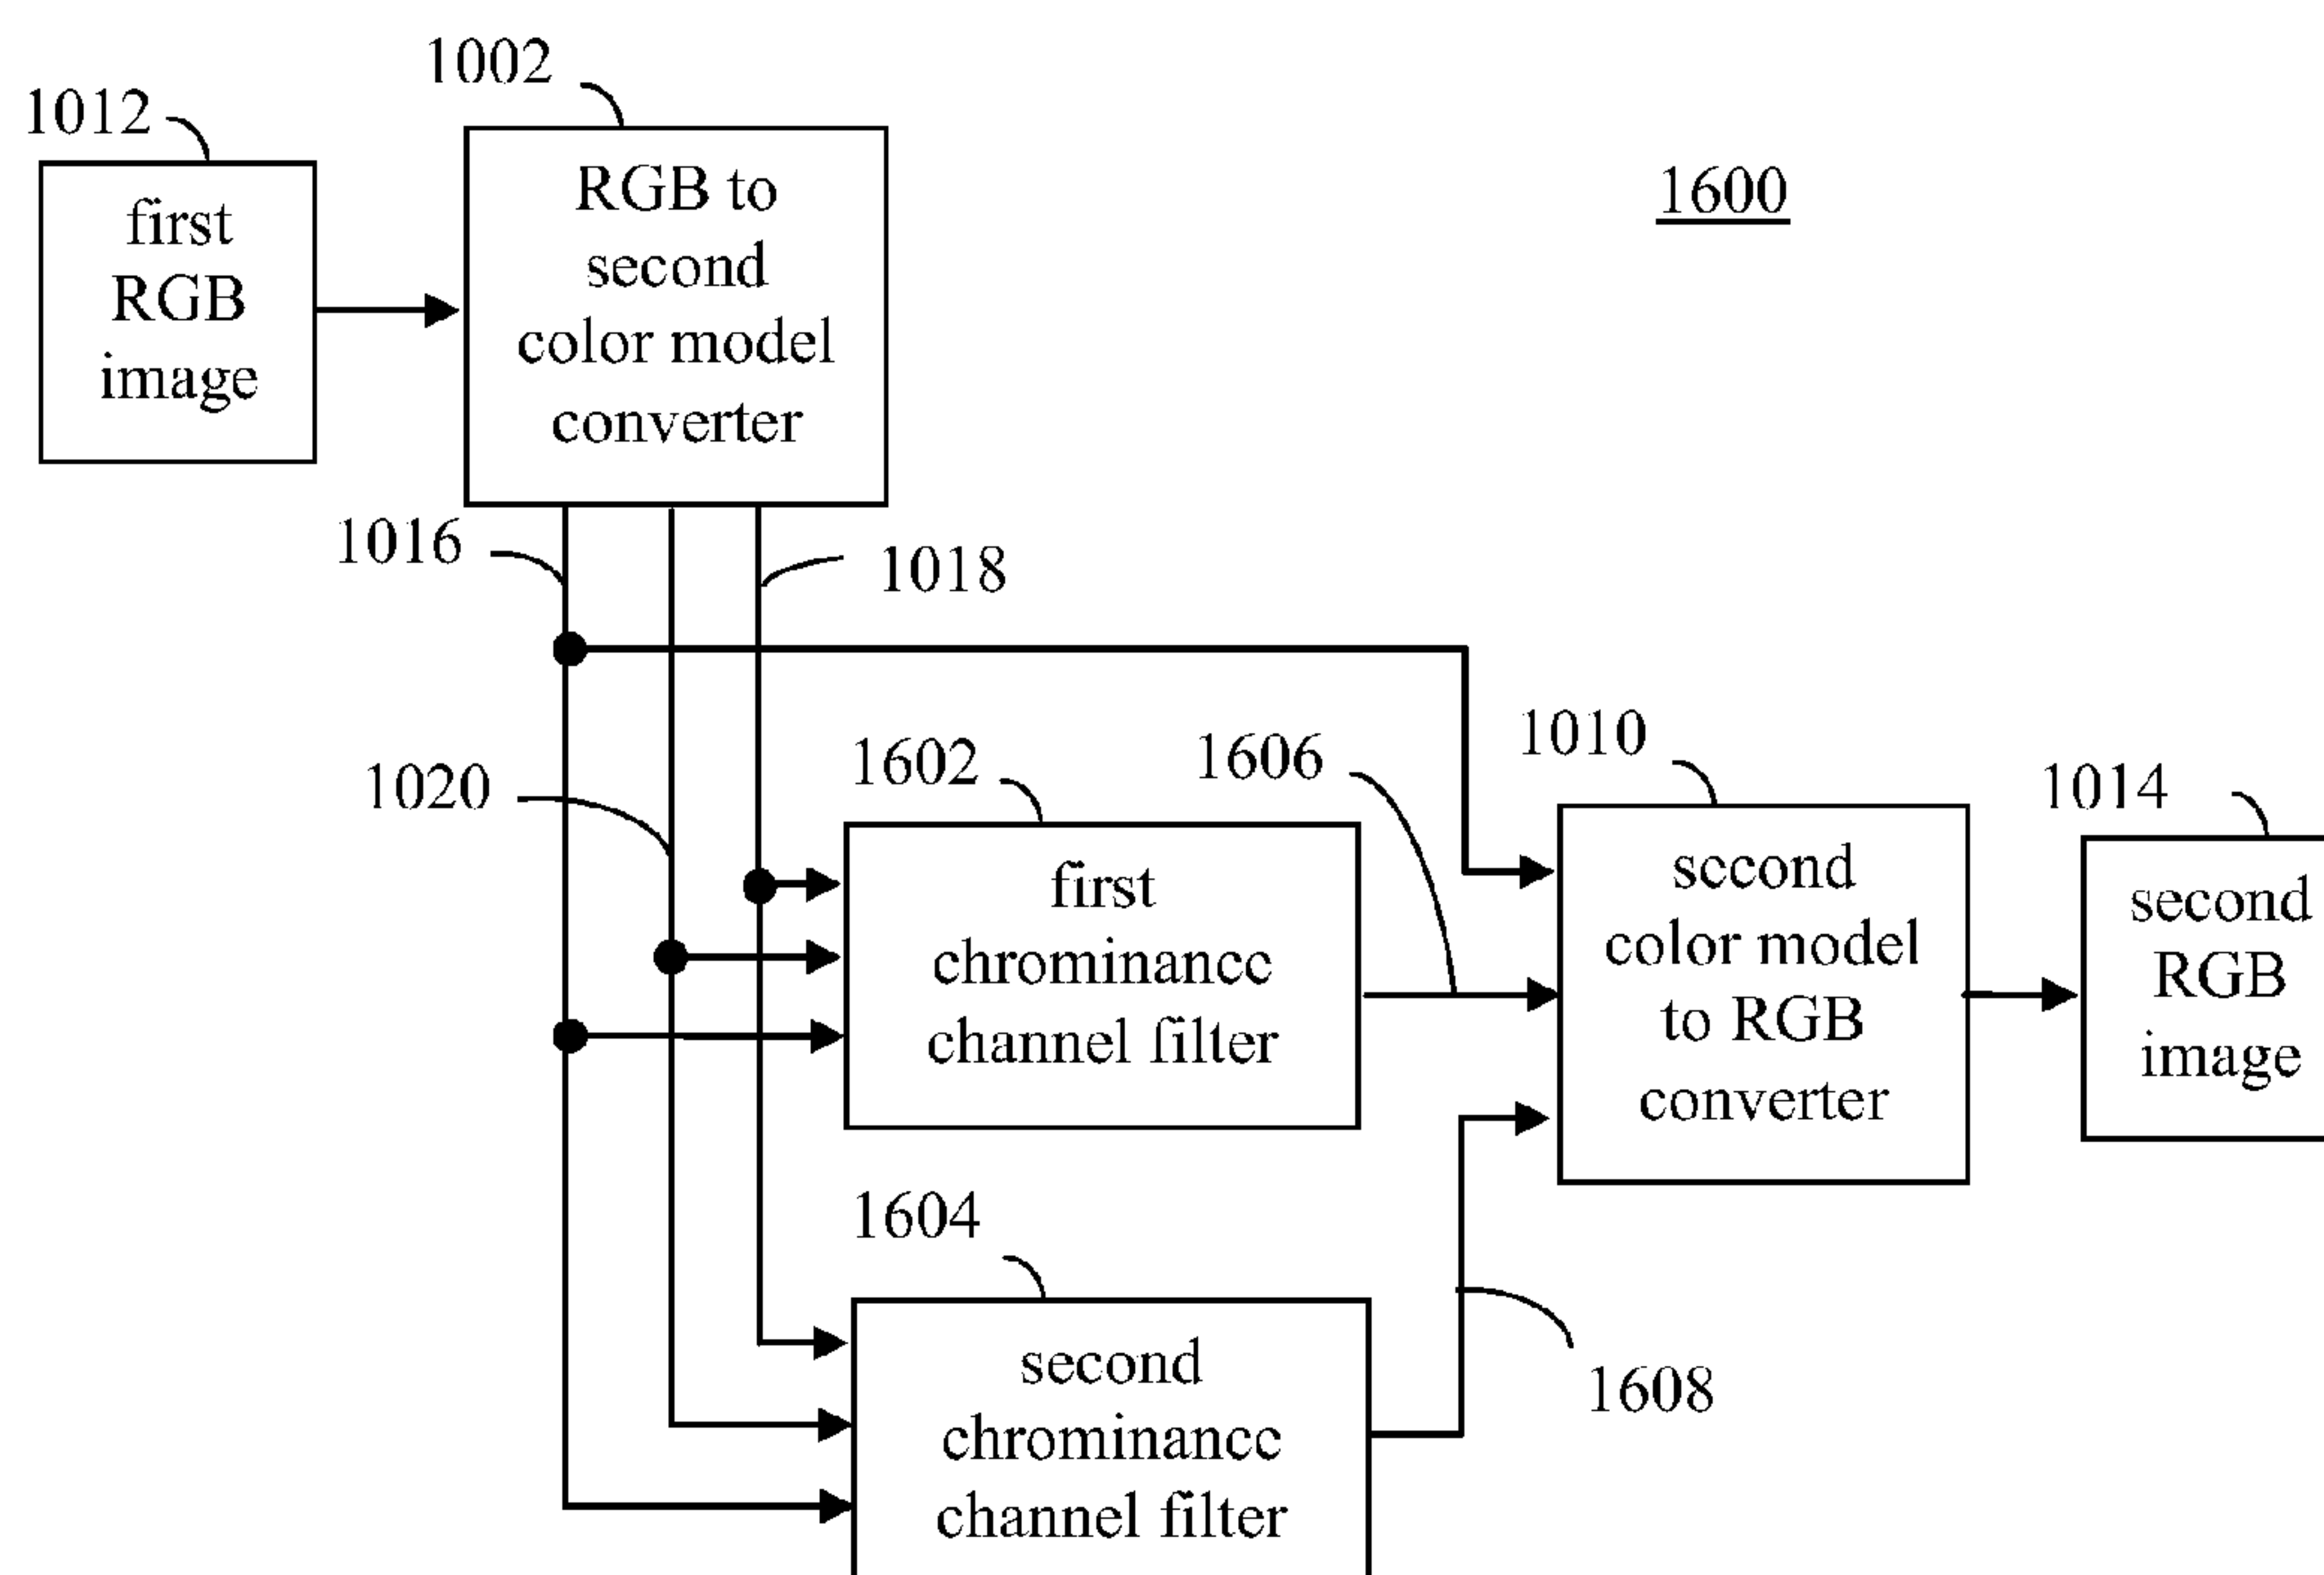 1002
1012
first
RGB
image
RGB to
second
color model
converter
1600
1016
1018
1020
1602
1606
1010
1014
first
chrominance
channel filter
second
color model
to RGB
converter
second
RGB
image
1604
second
chrominance
channel filter
1608